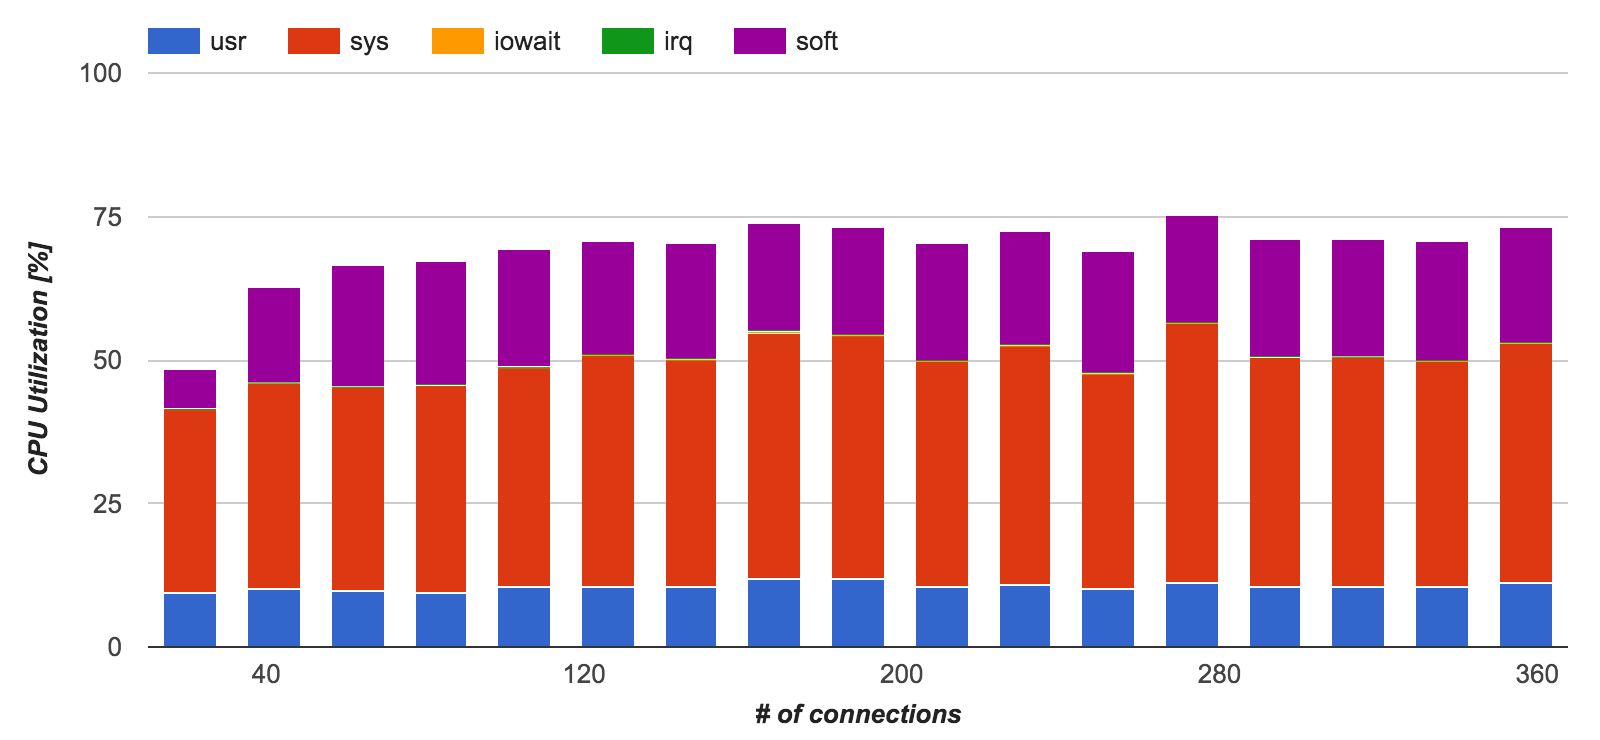 usr sys iowait irq soft
100
75
50
25
0
CPU Utilization [%]
40 120 200 280 360
# of connections